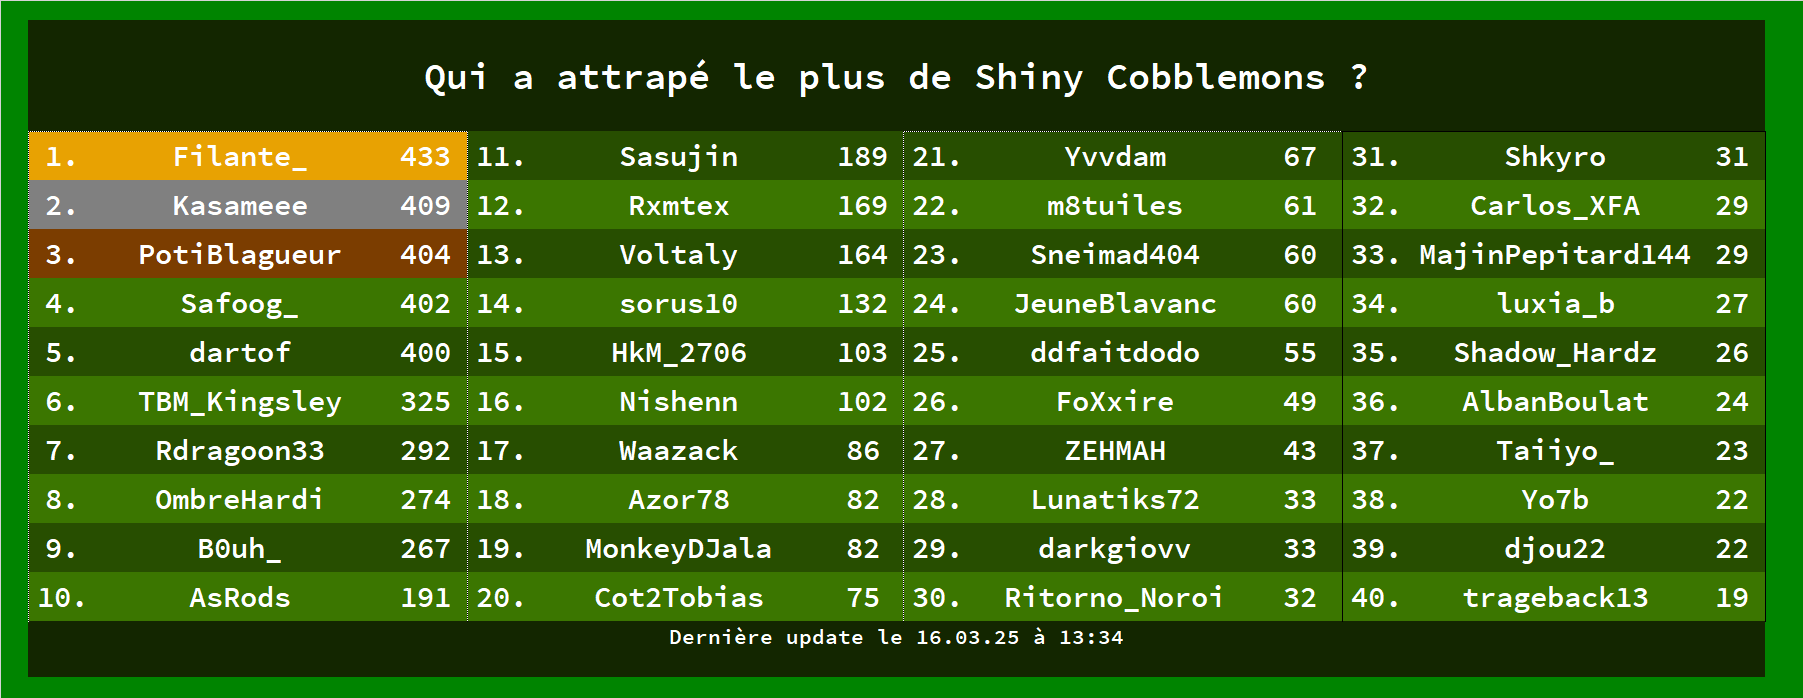 Qui a attrapé le plus de Shiny Cobblemons ?
1. Filante_ 433 11. Sasujin 189 21. Yvvdam 67 31. Shkyro 31
2. Kasameee 409 12. Rxmtex 169 22. m8tuiles 61 32. Carlos_XFA 29
3. PotiBlagueur 404 13. Voltaly 164 23. Sneimad404 60 33. MajinPepitard144 29
4. Safoog_ 402 14. sorus10 132 24. JeuneBlavanc 60 34. luxia_b 27
5. dartof 400 15. HkM_2706 103 25. ddfaitdodo 55 35. Shadow_Hardz 26
6. TBM_Kingsley 325 16. Nishenn 102 26. FoXxire 49 36. AlbanBoulat 24
7. Rdragoon33 292 17. Waazack 86 27. ZEHMAH 43 37. Taiiyo_ 23
8. OmbreHardi 274 18. Azor78 82 28. Lunatiks72 33 38. Yo7b 22
9. B0uh_ 267 19. MonkeyDJala 82 29. darkgiovv 33 39. djou22 22
10. AsRods 191 20. Cot2Tobias 75 30. Ritorno_Noroi 32 40. trageback13 19
Dernière update le 16.03.25 à 13:34